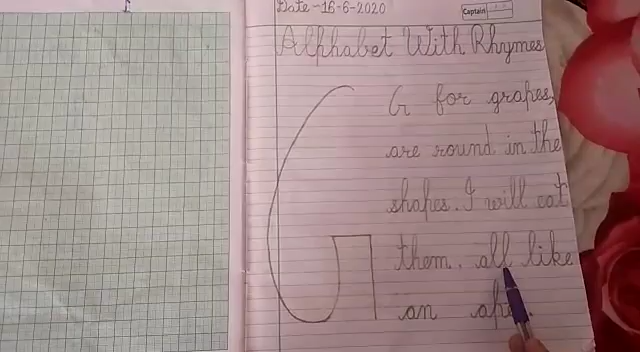 Date-16-6-2020
Captain
Alphabet With Rhymes
G for grapes,
are round in the
shapes. I will eat
them. all like
an ape.
G